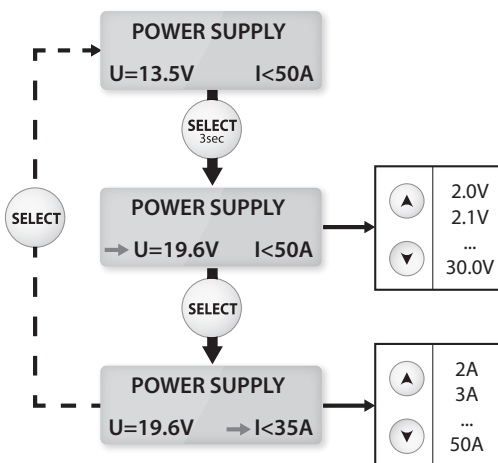 POWER SUPPLY
U=13.5V I<50A
SELECT
3sec
SELECT
POWER SUPPLY
→ U=19.6V I<50A
2.0V
2.1V
...
30.0V
SELECT
POWER SUPPLY
U=19.6V → I<35A
2A
3A
...
50A